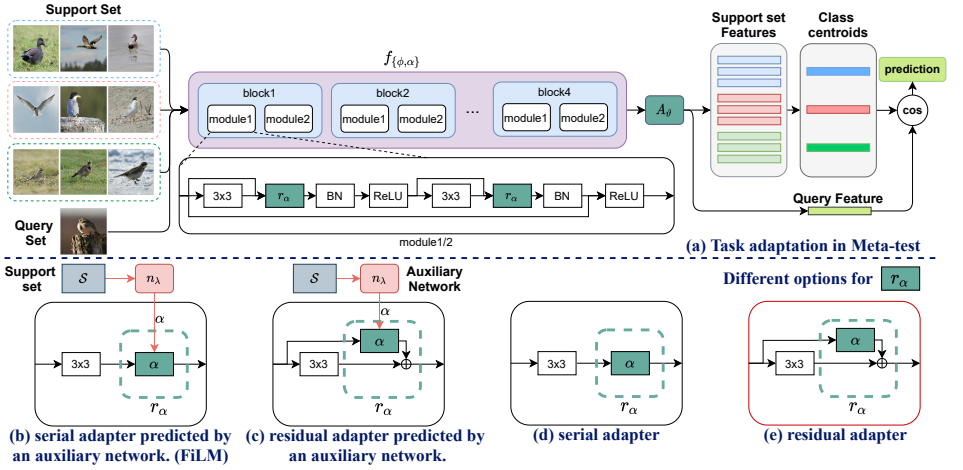 Support Set
f{ϕ,α}
block1
block2
block4
module1
module2
module1
module2
...
module1
module2
Aϑ
Support set
Features
Class
centroids
prediction
cos
Query Feature
3x3
rα
BN
ReLU
3x3
rα
BN
ReLU
module1/2
Query
Set
(a) Task adaptation in Meta-test
Support
set
S
nλ
α
3x3
α
rα
(b) serial adapter predicted by
an auxiliary network. (FiLM)
S
nλ
Auxiliary
Network
α
α
3x3
rα
(c) residual adapter predicted by
an auxiliary network.
3x3
α
rα
(d) serial adapter
Different options for rα
α
3x3
rα
(e) residual adapter